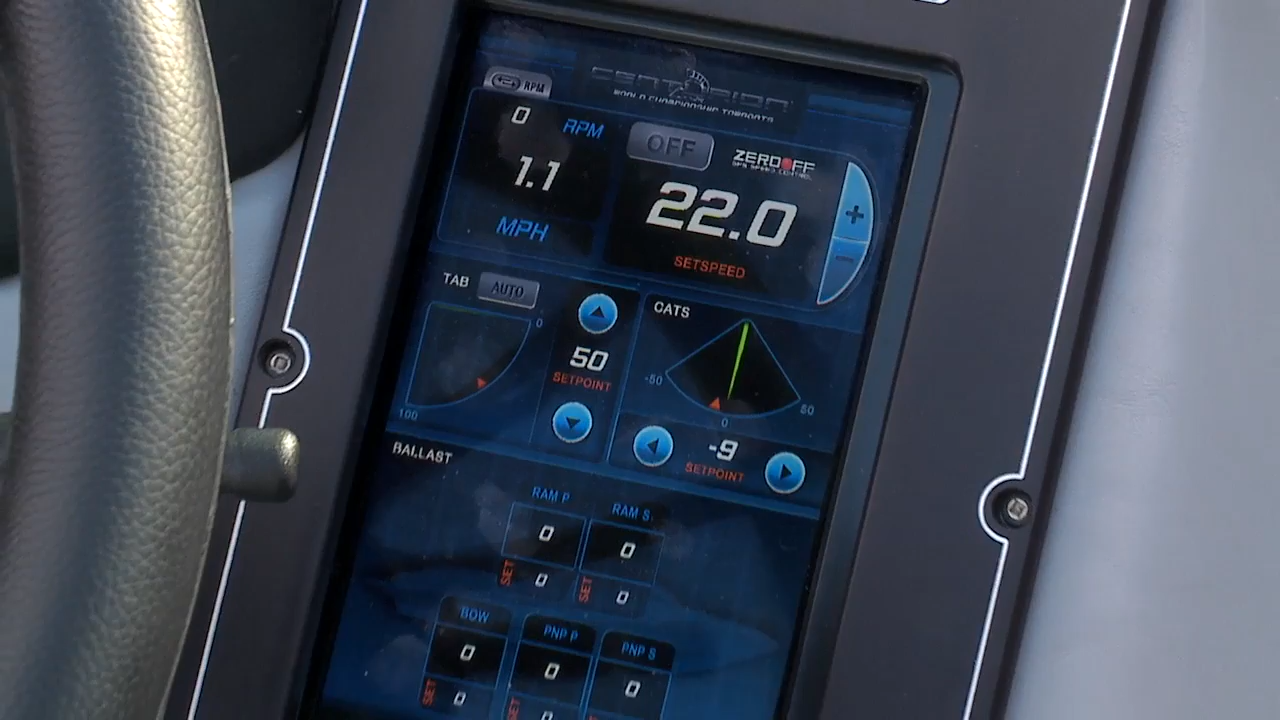 CENTURION
WORLD CHAMPIONSHIP TOWBOATS
RPM
0 RPM
1.1
MPH
OFF
ZEROOFF
GPS SPEED CONTROL
22.0
+
-
SETSPEED
TAB AUTO
0
100
50
SETPOINT
CATS
-50
50
0
-9
SETPOINT
BALLAST
RAM P
0
SET 0
RAM S
0
SET 0
BOW
0
SET 0
PNP P
0
SET 0
PNP S
0
SET